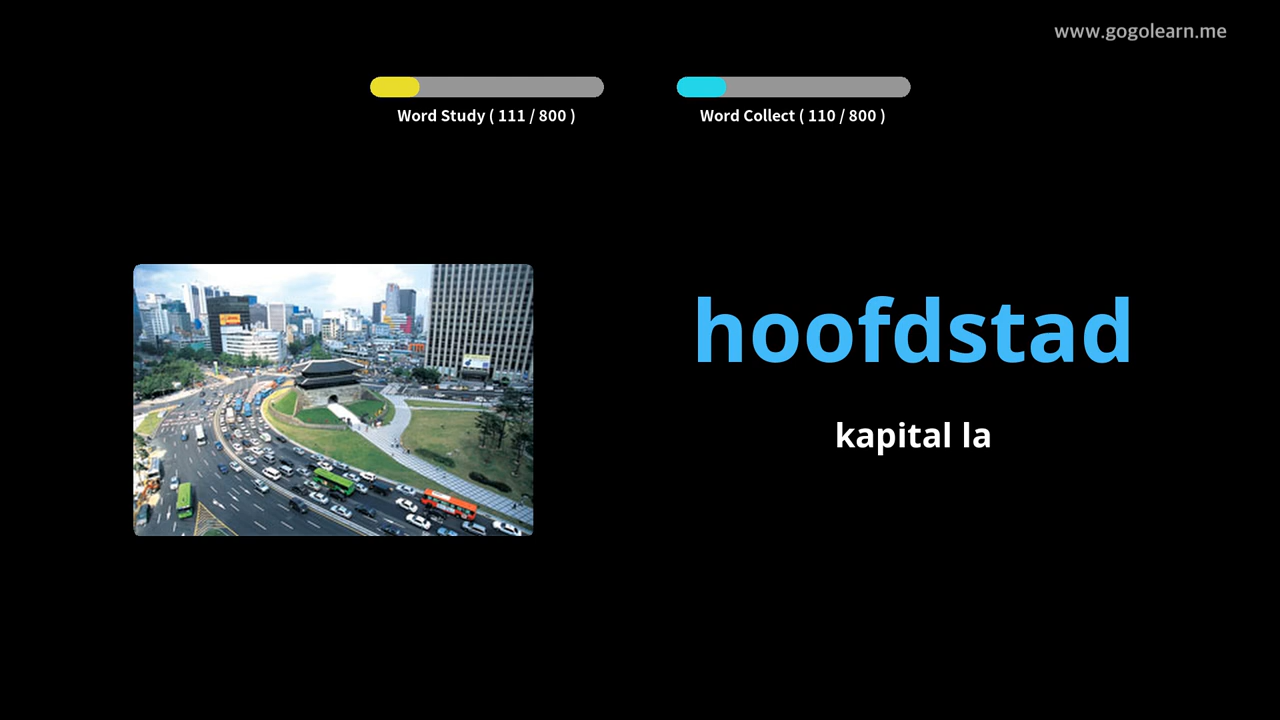 www.gogolearn.me
Word Study ( 111 / 800 )
Word Collect ( 110 / 800 )
hoofdstad
kapital la